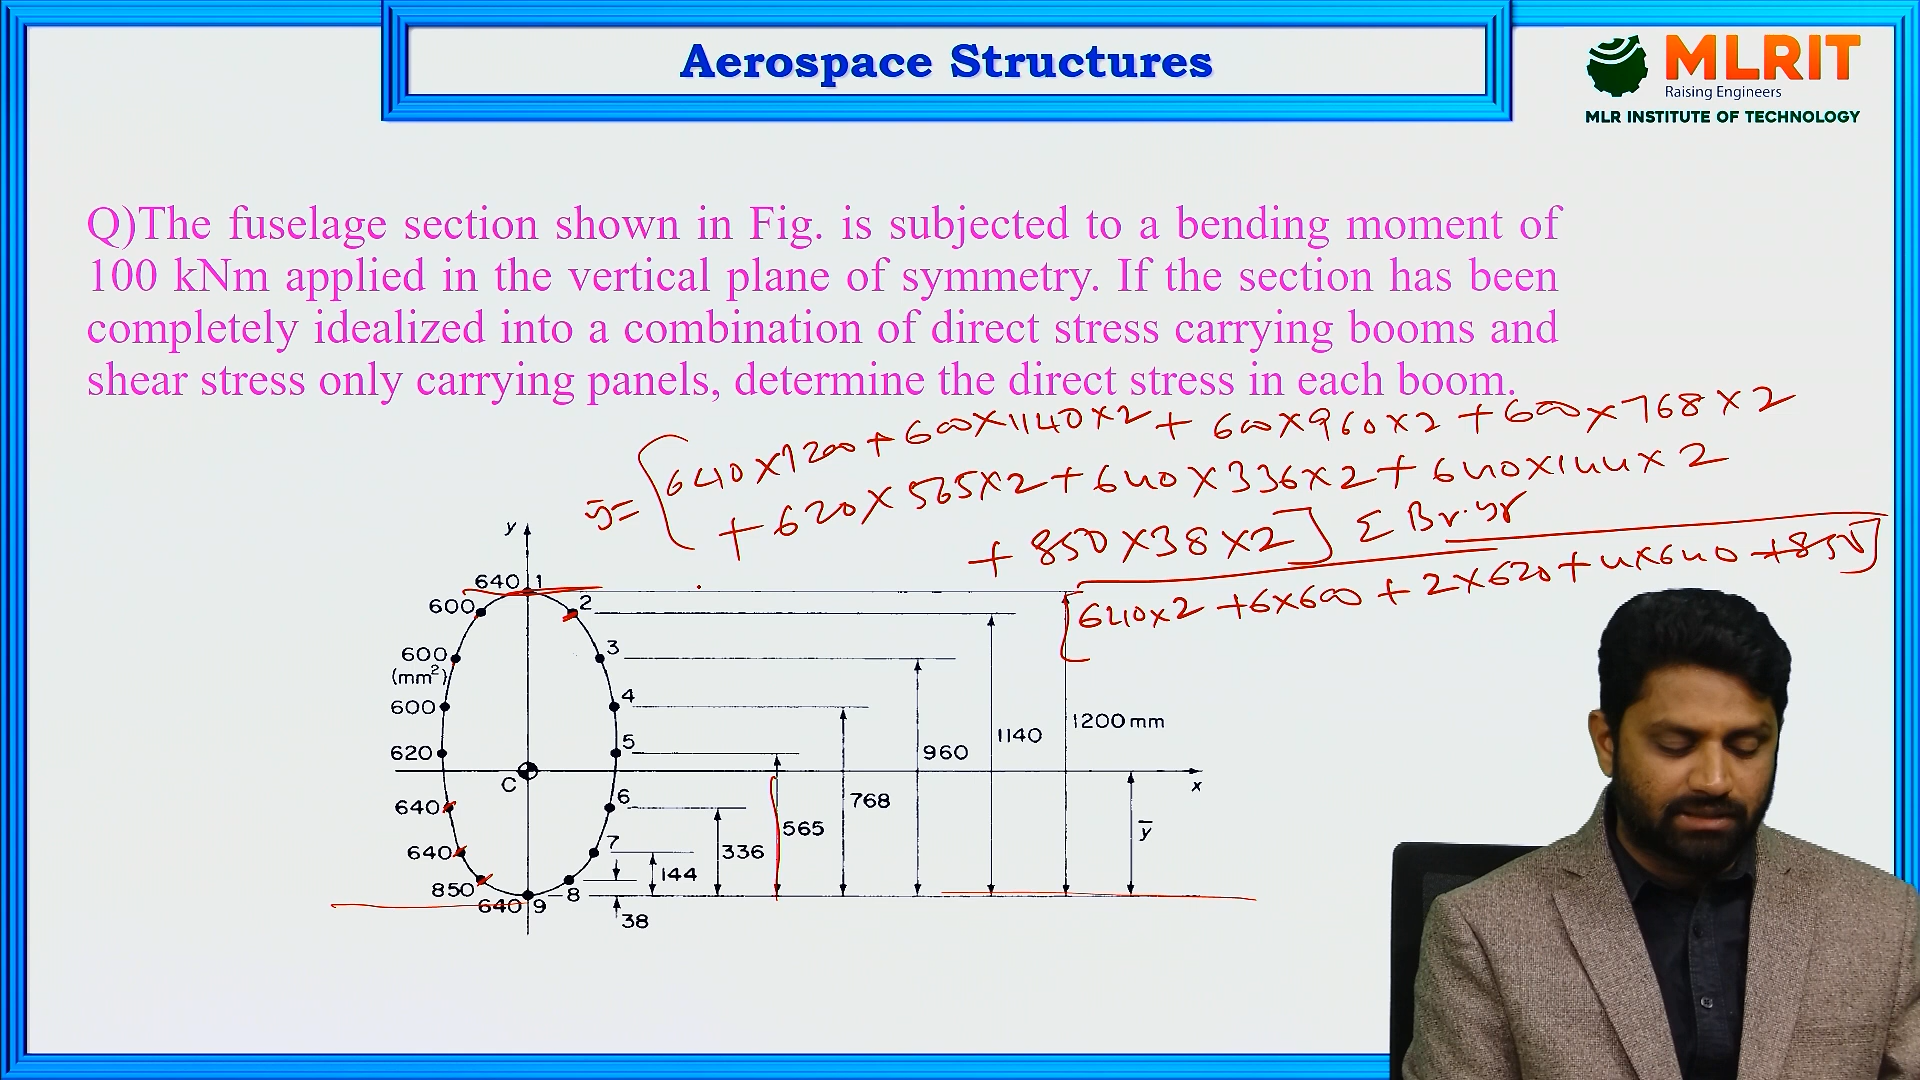 Aerospace Structures
MLRIT
Raising Engineers
MLR INSTITUTE OF TECHNOLOGY
Q)The fuselage section shown in Fig. is subjected to a bending moment of
100 kNm applied in the vertical plane of symmetry. If the section has been
completely idealized into a combination of direct stress carrying booms and
shear stress only carrying panels, determine the direct stress in each boom.
ȳ= [640×1200+600×1140×2+600×960×2+600×768×2
+620×565×2+640×336×2+640×144×2
+850×38×2] ΣBr.yr
[640×2+6×600+2×620+4×640+850]
y
640 1
600 2
600 3
(mm²)
600 4
620 5
C
x
640 6
640 7
850 8
640 9
38
144
336
565
768
960
1140
1200 mm
ȳ